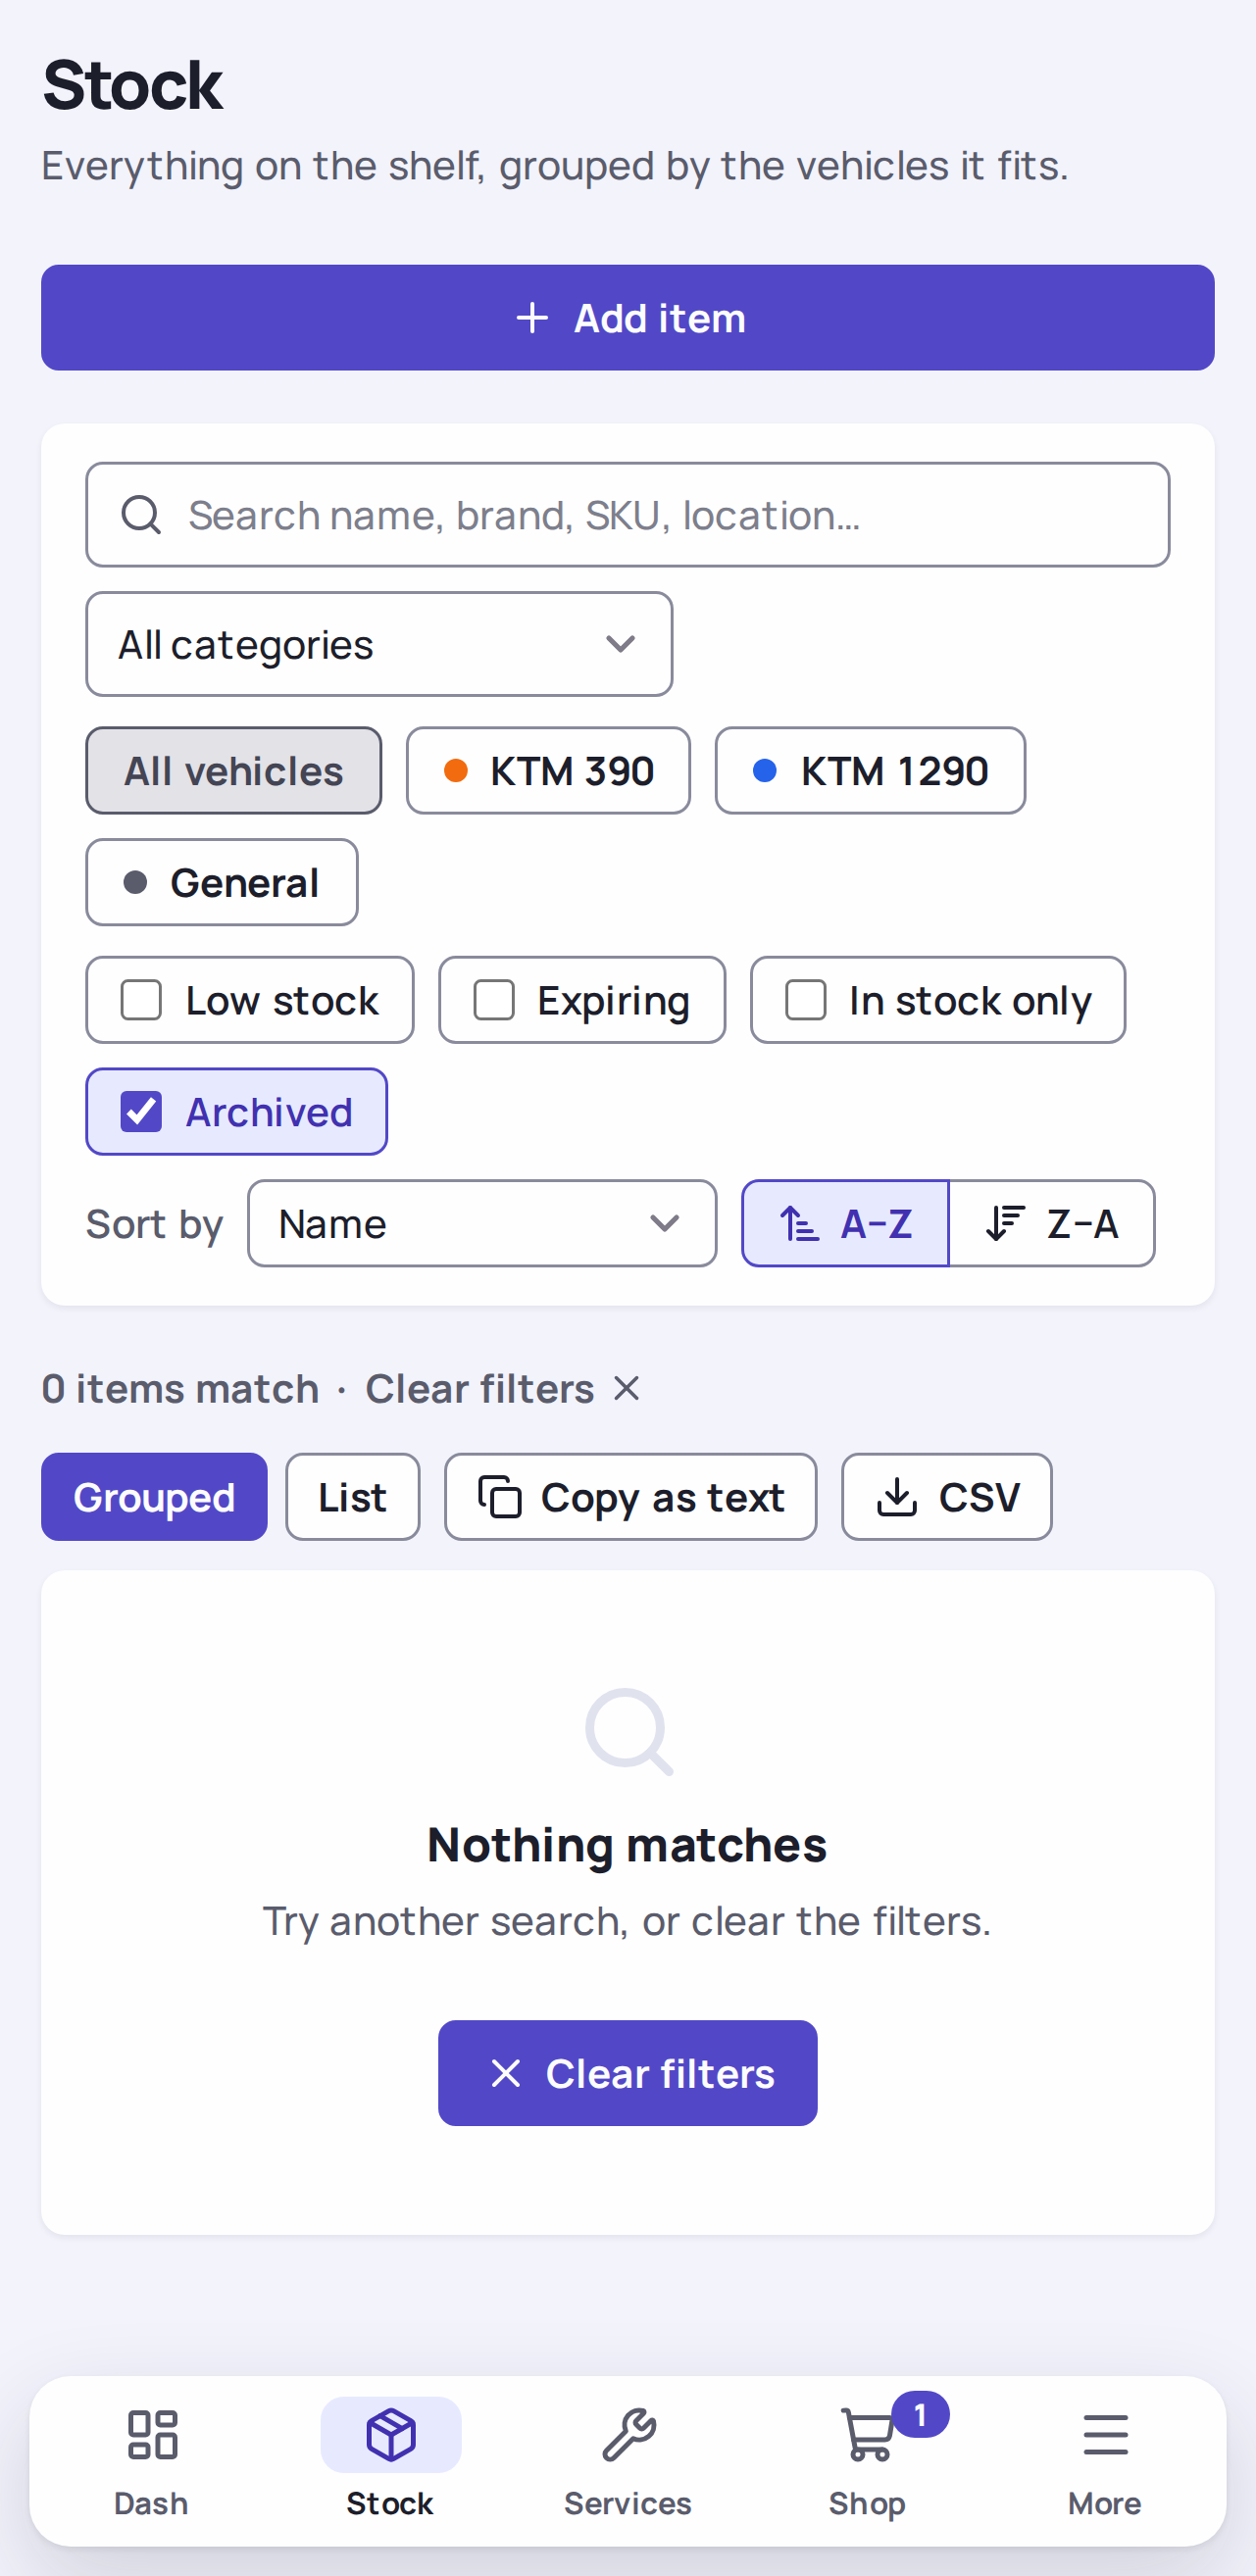 Stock
Everything on the shelf, grouped by the vehicles it fits.
Add item
Search name, brand, SKU, location...
All categories
All vehicles KTM 390 KTM 1290
General
Low stock Expiring In stock only
Archived
Sort by Name A–Z Z–A
0 items match · Clear filters
Grouped List Copy as text CSV
Nothing matches
Try another search, or clear the filters.
Clear filters
1
Dash Stock Services Shop More